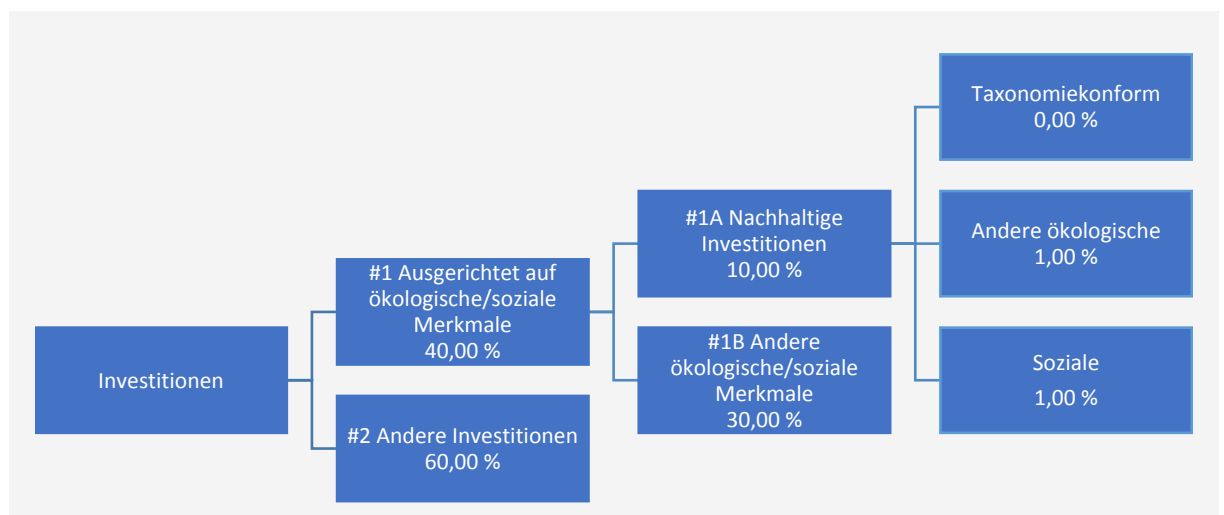 Investitionen
#1 Ausgerichtet auf
ökologische/soziale
Merkmale
40,00 %
#2 Andere Investitionen
60,00 %
#1A Nachhaltige
Investitionen
10,00 %
#1B Andere
ökologische/soziale
Merkmale
30,00 %
Taxonomiekonform
0,00 %
Andere ökologische
1,00 %
Soziale
1,00 %